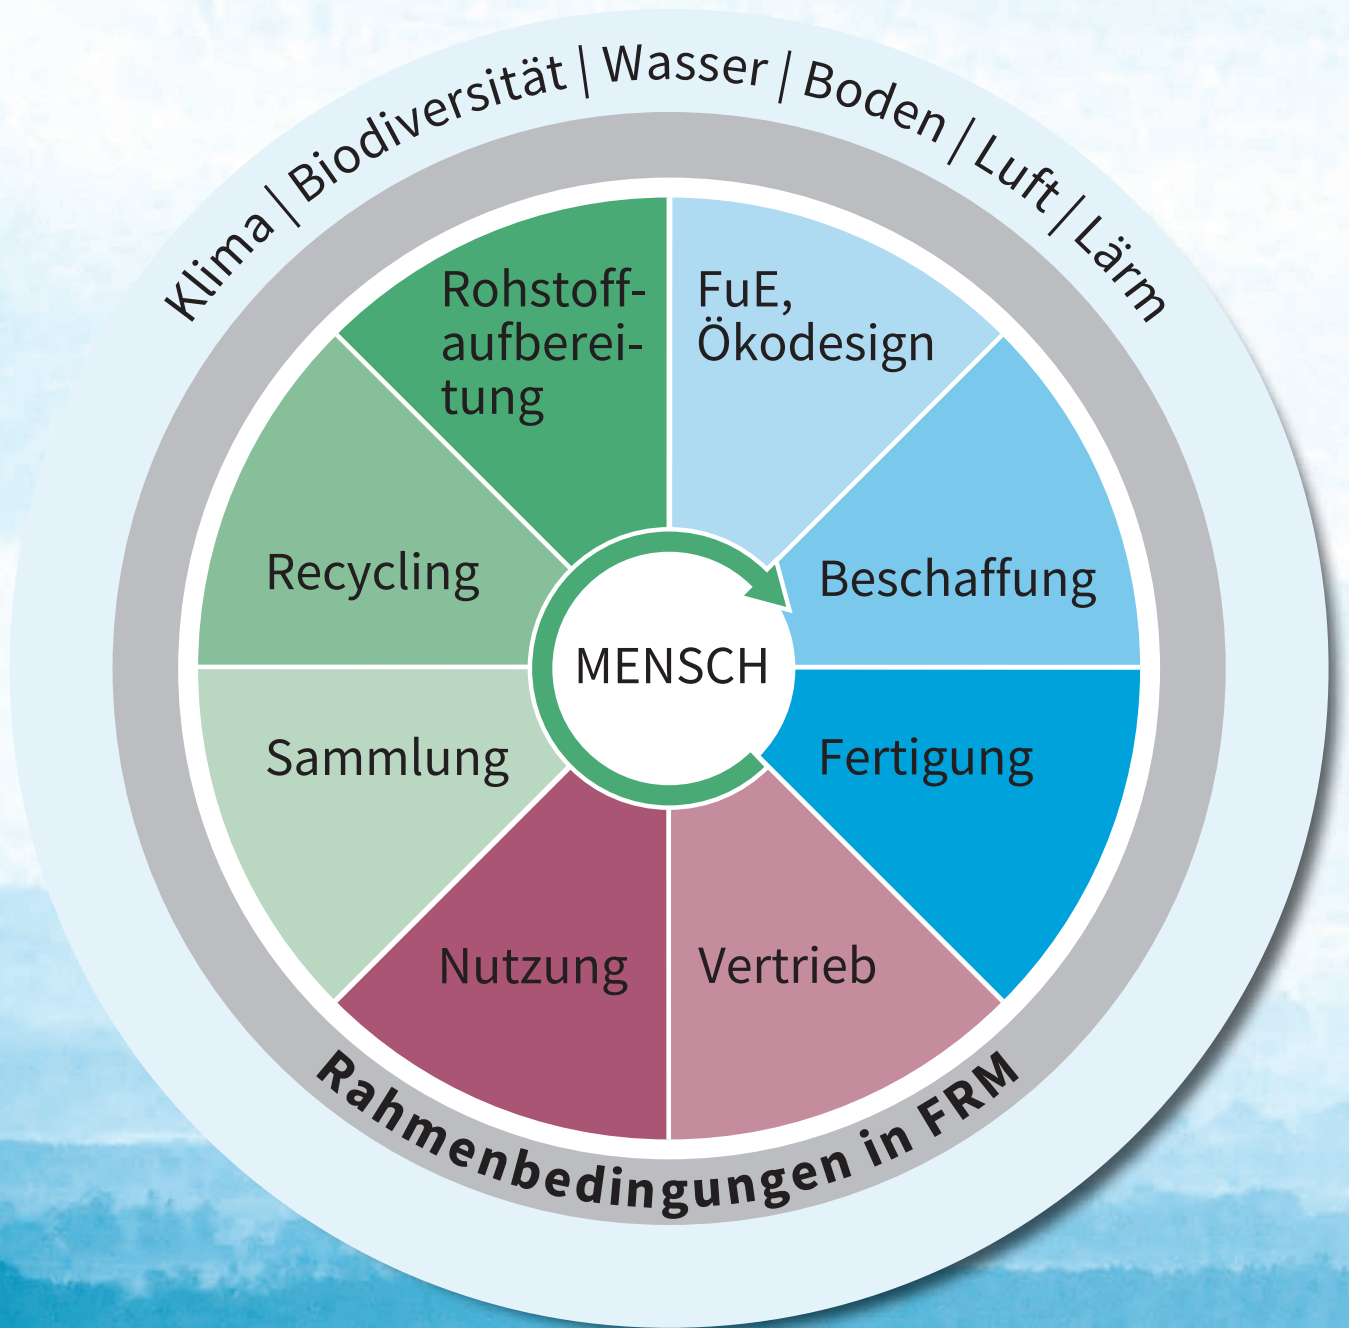 Klima | Biodiversität | Wasser | Boden | Luft | Lärm
Rohstoff-
aufberei-
tung
FuE,
Ökodesign
Beschaffung
Fertigung
Vertrieb
Nutzung
Sammlung
Recycling
MENSCH
Rahmenbedingungen in FRM